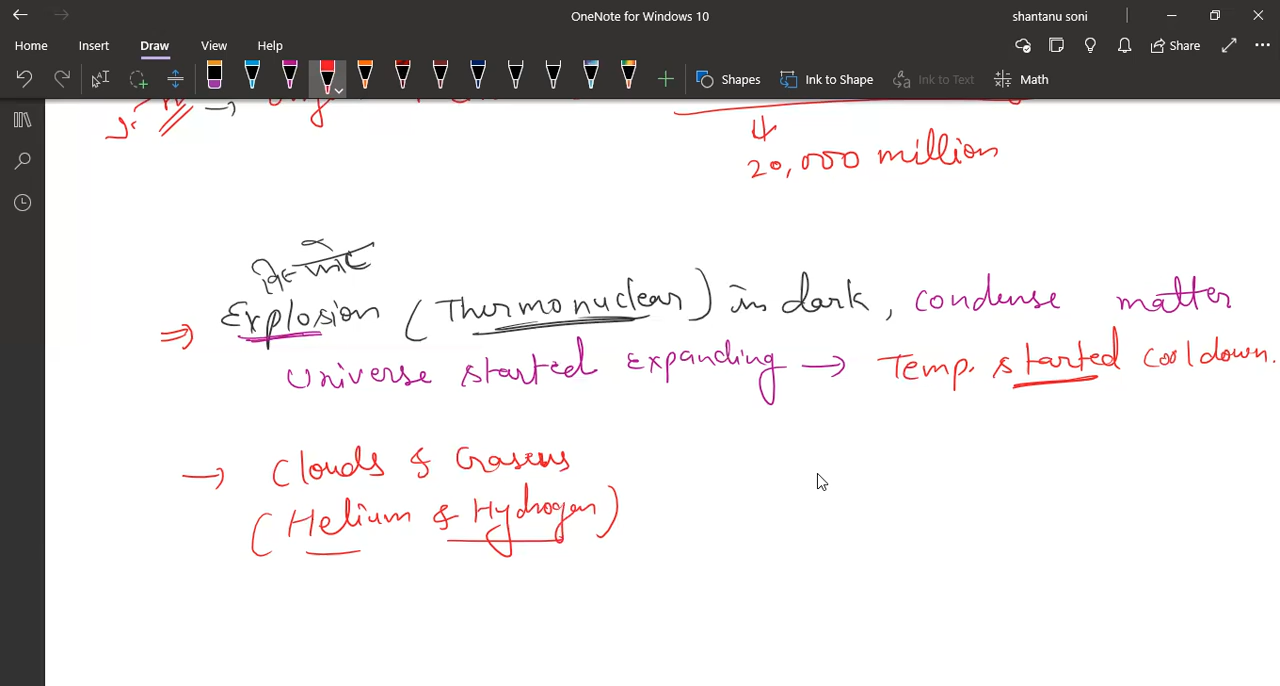 OneNote for Windows 10
shantanu soni
Home Insert Draw View Help
Share
Shapes Ink to Shape Ink to Text Math
20,000 million
विस्फोट
Explosion (Thermonuclear) in dark, condense matter
Universe started expanding → Temp. started cooldown.
→ Clouds & Gaseous
(Helium & Hydrogen)